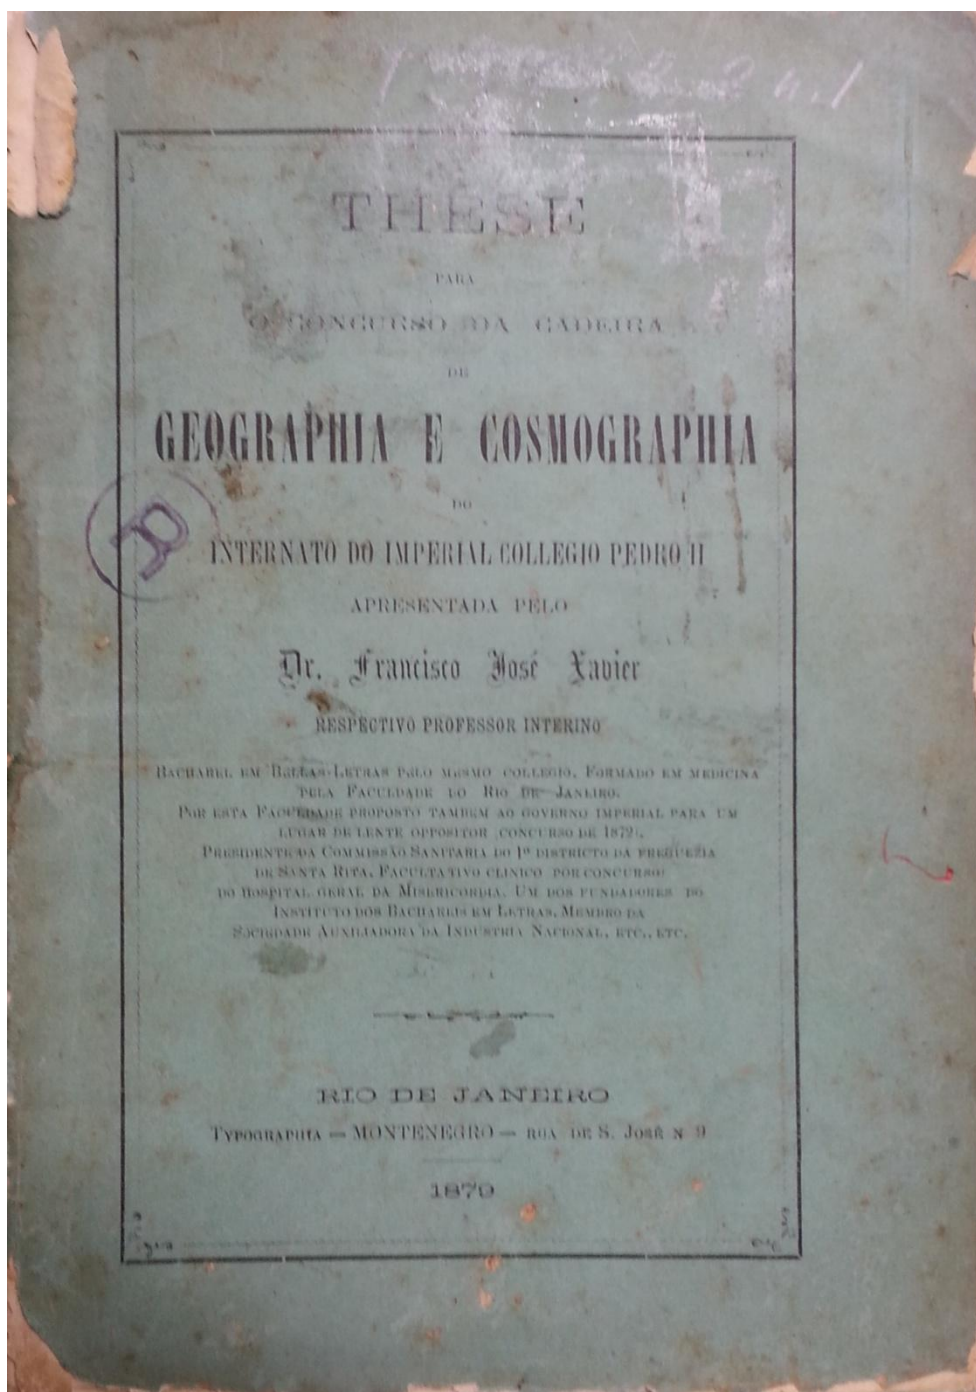 THESE
PARA
O CONCURSO DA CADEIRA
DE
GEOGRAPHIA E COSMOGRAPHIA
DO
INTERNATO DO IMPERIAL COLLEGIO PEDRO II
APRESENTADA PELO
Dr. Francisco José Xavier
RESPECTIVO PROFESSOR INTERINO
BACHAREL EM BELLAS-LETRAS PELO MESMO COLLEGIO, FORMADO EM MEDICINA
PELA FACULDADE DO RIO DE JANEIRO,
POR ESTA FACULDADE PROPOSTO TAMBEM AO GOVERNO IMPERIAL PARA UM
LUGAR DE LENTE OPPOSITOR (CONCURSO DE 1872),
PRESIDENTE DA COMMISSÃO SANITARIA DO 1º DISTRICTO DA FREGUEZIA
DE SANTA RITA, FACULTATIVO CLINICO POR CONCURSO
DO HOSPITAL GERAL DA MISERICORDIA, UM DOS FUNDADORES DO
INSTITUTO DOS BACHAREIS EM LETRAS, MEMBRO DA
SOCIEDADE AUXILIADORA DA INDUSTRIA NACIONAL, ETC., ETC.
RIO DE JANEIRO
TYPOGRAPHIA — MONTENEGRO — RUA DE S. JOSÉ N 9
1879